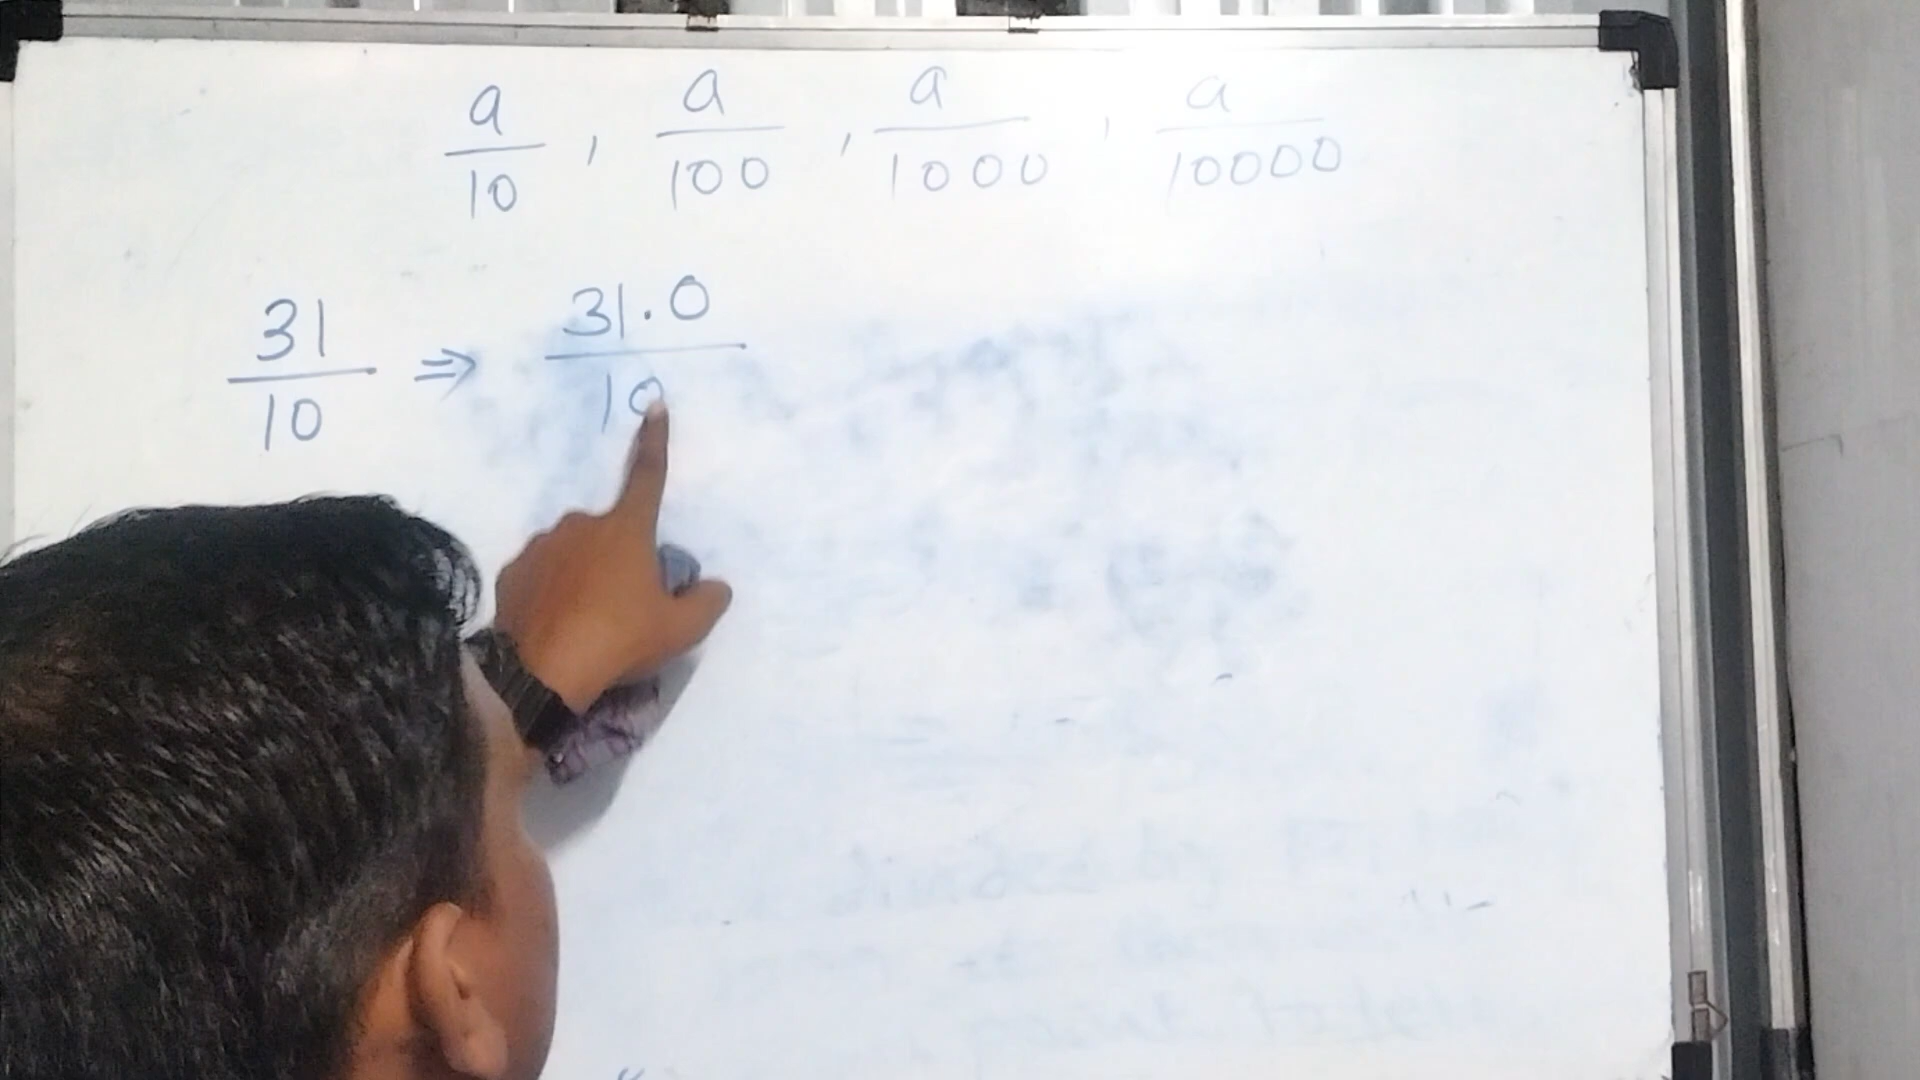 a/10 , a/100 , a/1000 , a/10000
31/10 ⇒ 31.0/10